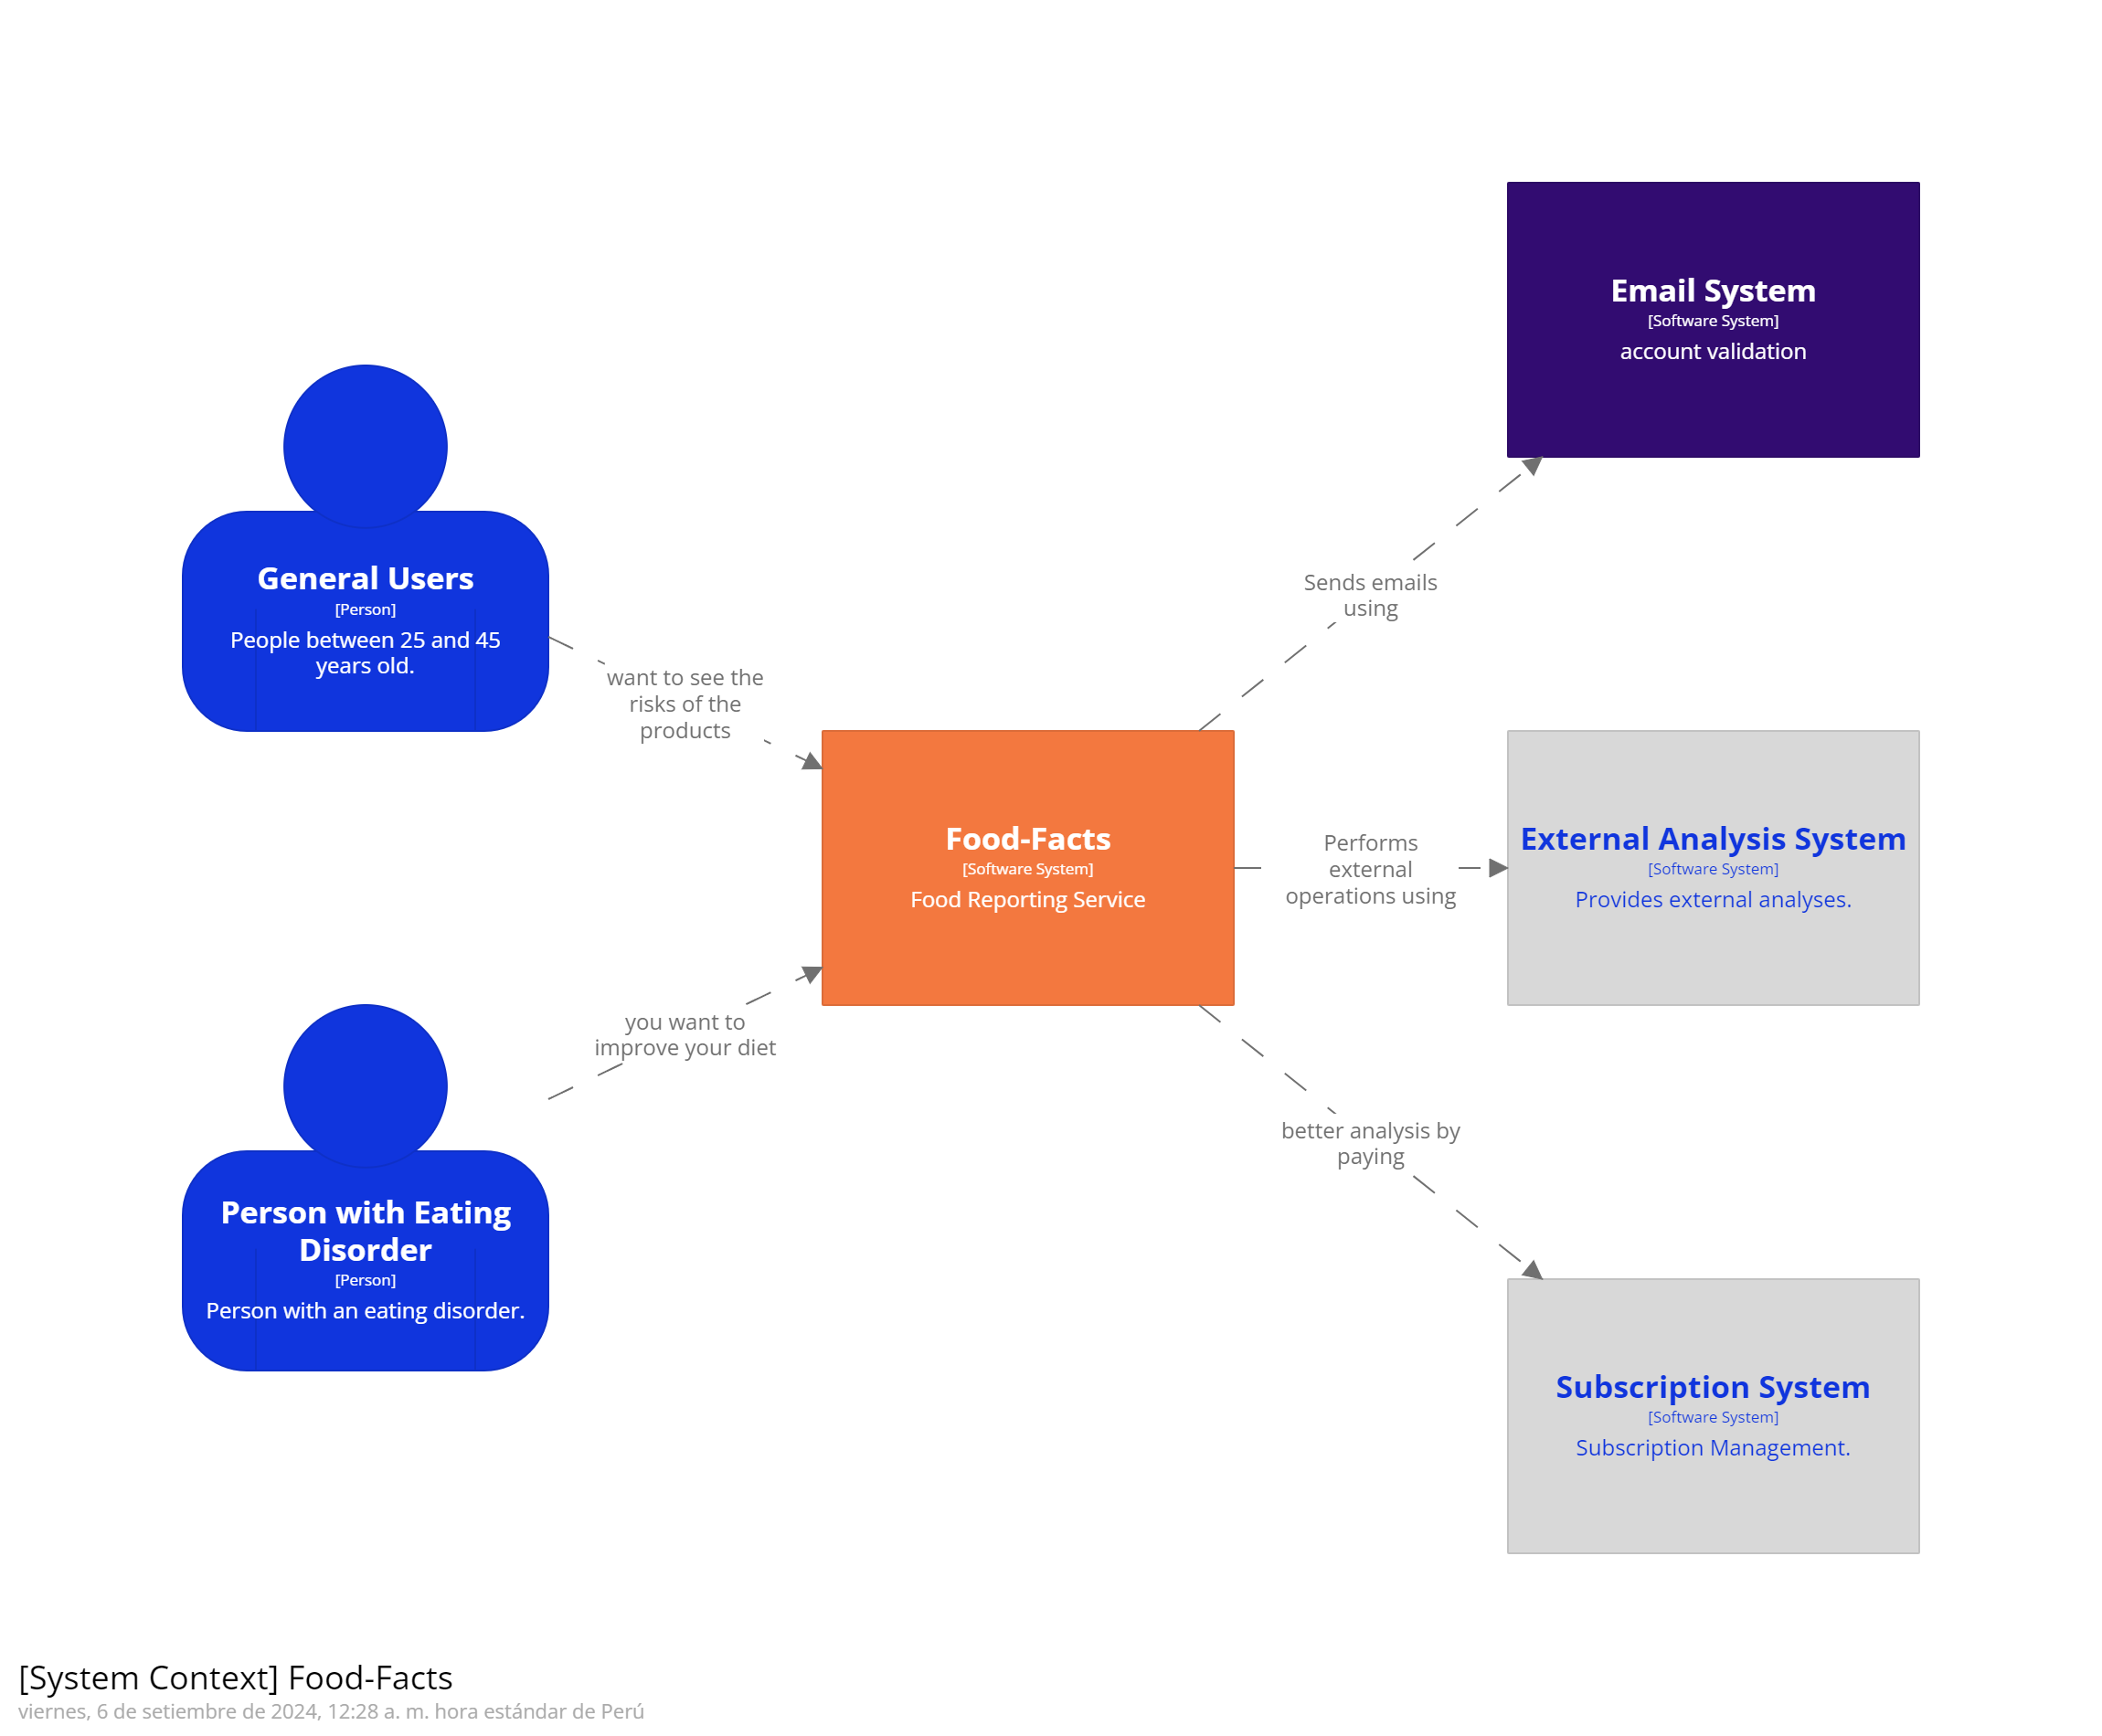 Email System
[Software System]
account validation
General Users
[Person]
People between 25 and 45
years old.
Sends emails
using
want to see the
risks of the
products
Food-Facts
[Software System]
Food Reporting Service
Performs
external
operations using
External Analysis System
[Software System]
Provides external analyses.
you want to
improve your diet
better analysis by
paying
Person with Eating
Disorder
[Person]
Person with an eating disorder.
Subscription System
[Software System]
Subscription Management.
[System Context] Food-Facts
viernes, 6 de setiembre de 2024, 12:28 a. m. hora estándar de Perú